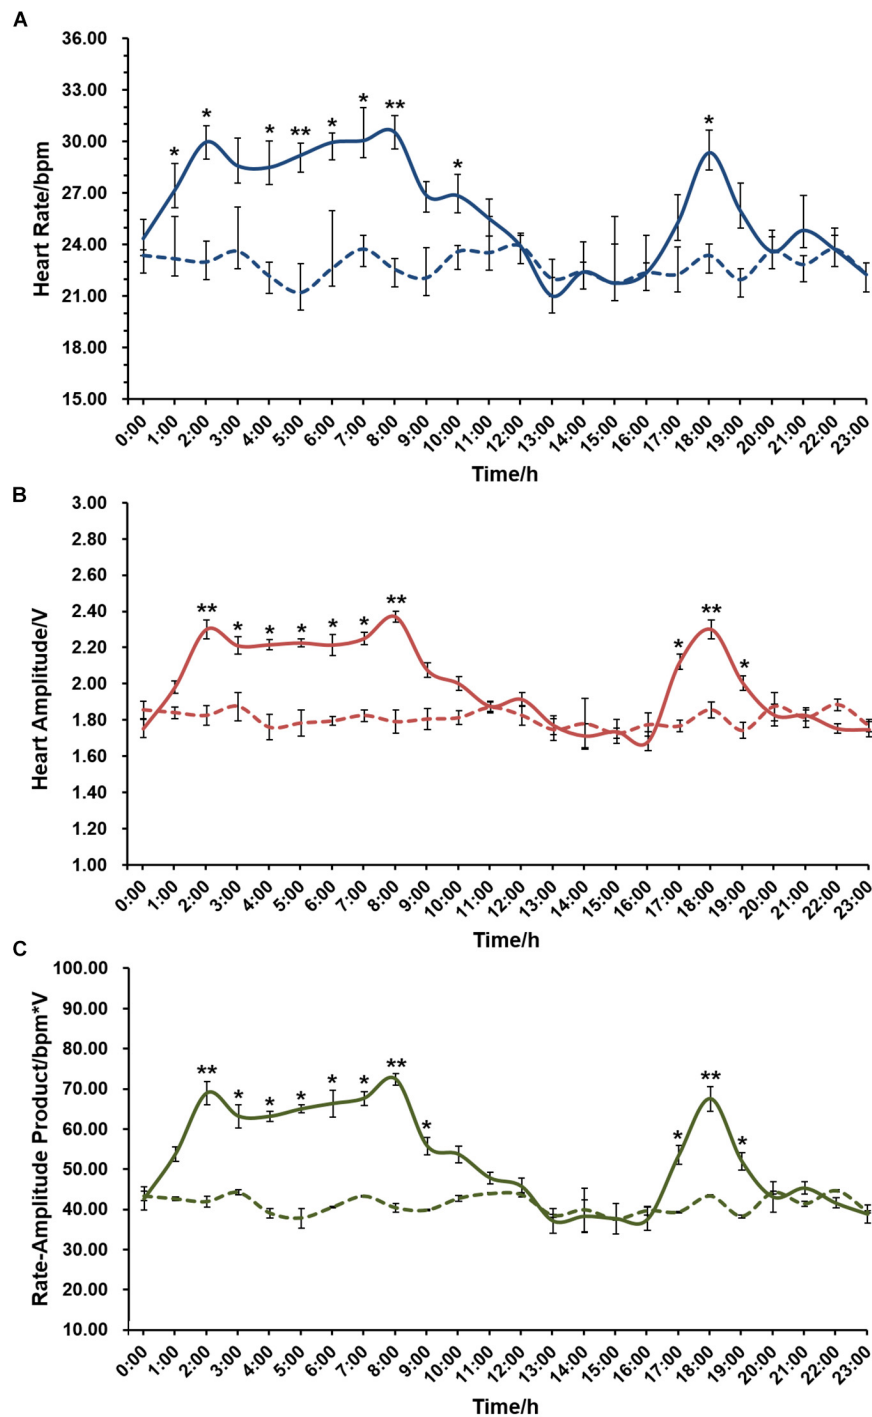 A
36.00
33.00
30.00
27.00
24.00
21.00
18.00
15.00
Heart Rate/bpm
* * * ** * * ** * *
0:00 1:00 2:00 3:00 4:00 5:00 6:00 7:00 8:00 9:00 10:00 11:00 12:00 13:00 14:00 15:00 16:00 17:00 18:00 19:00 20:00 21:00 22:00 23:00
Time/h
B
3.00
2.80
2.60
2.40
2.20
2.00
1.80
1.60
1.40
1.20
1.00
Heart Amplitude/V
** * * * * * ** * ** *
0:00 1:00 2:00 3:00 4:00 5:00 6:00 7:00 8:00 9:00 10:00 11:00 12:00 13:00 14:00 15:00 16:00 17:00 18:00 19:00 20:00 21:00 22:00 23:00
Time/h
C
100.00
90.00
80.00
70.00
60.00
50.00
40.00
30.00
20.00
10.00
Rate-Amplitude Product/bpm*V
** * * * * * ** * * ** *
0:00 1:00 2:00 3:00 4:00 5:00 6:00 7:00 8:00 9:00 10:00 11:00 12:00 13:00 14:00 15:00 16:00 17:00 18:00 19:00 20:00 21:00 22:00 23:00
Time/h